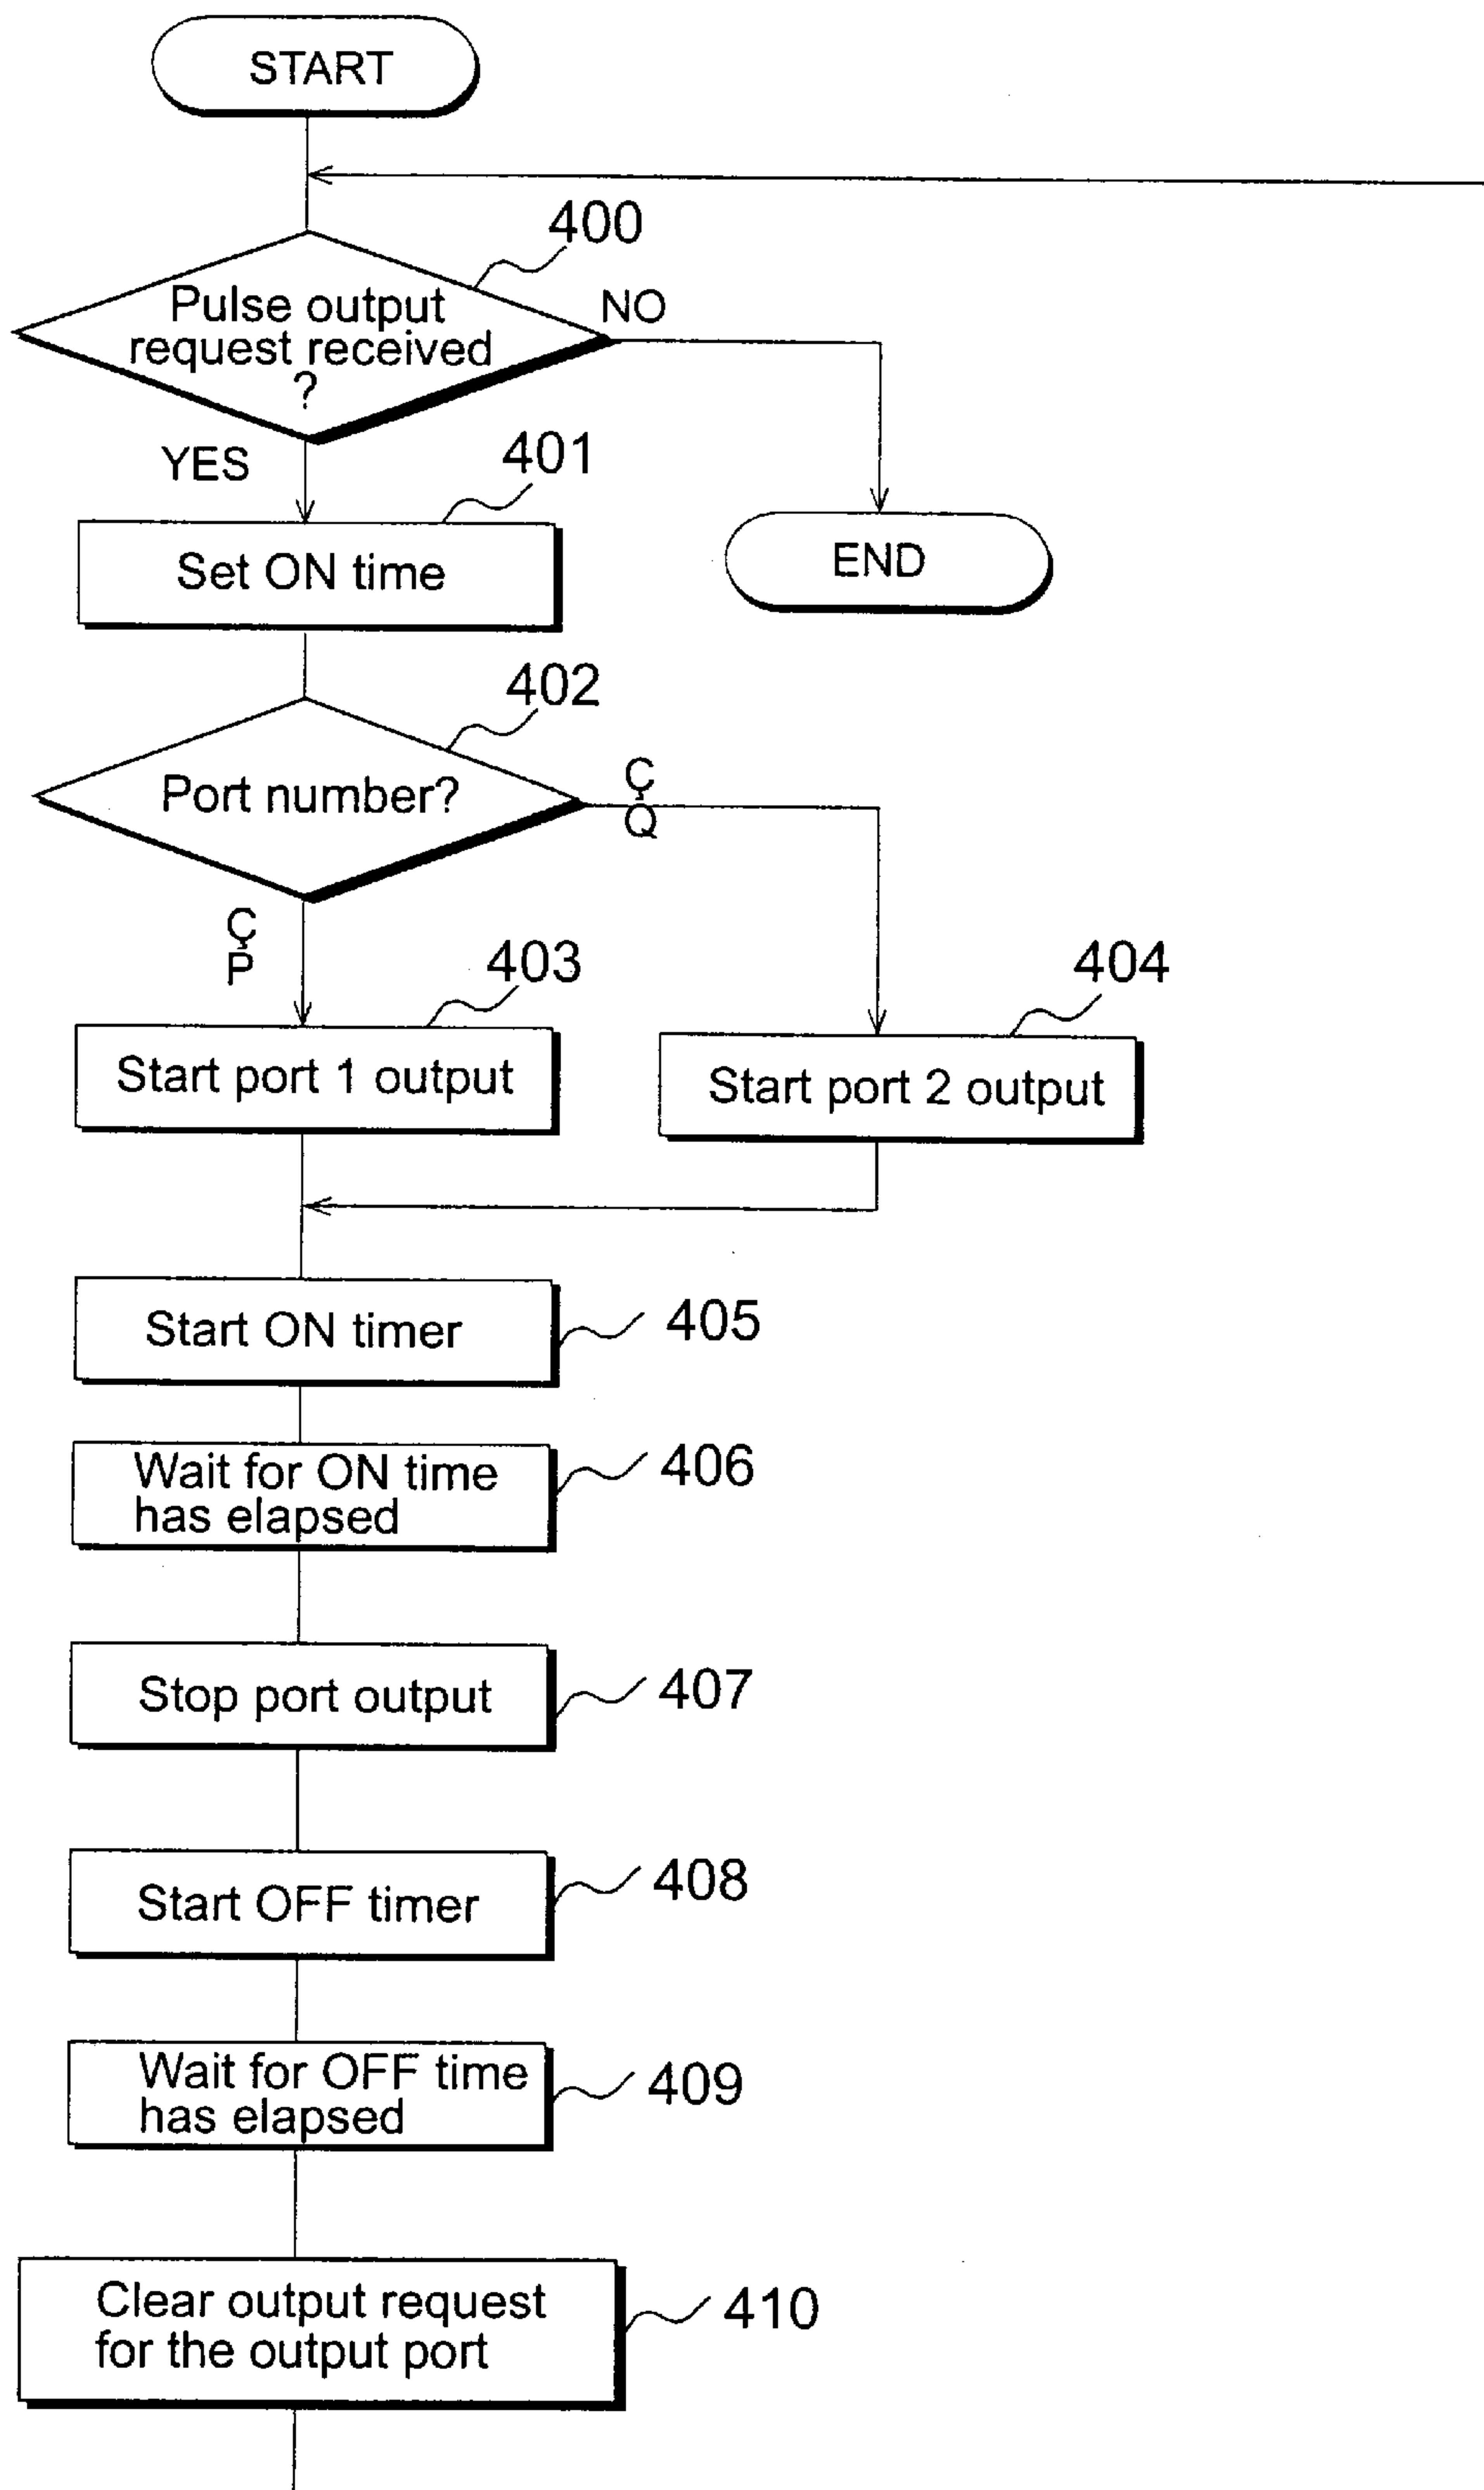 START
400
Pulse output
request received
?
NO
YES
401
Set ON time
END
402
Port number?
Ç
Q
Ç
P
403
404
Start port 1 output
Start port 2 output
Start ON timer
405
Wait for ON time
has elapsed
406
Stop port output
407
Start OFF timer
408
Wait for OFF time
has elapsed
409
Clear output request
for the output port
410